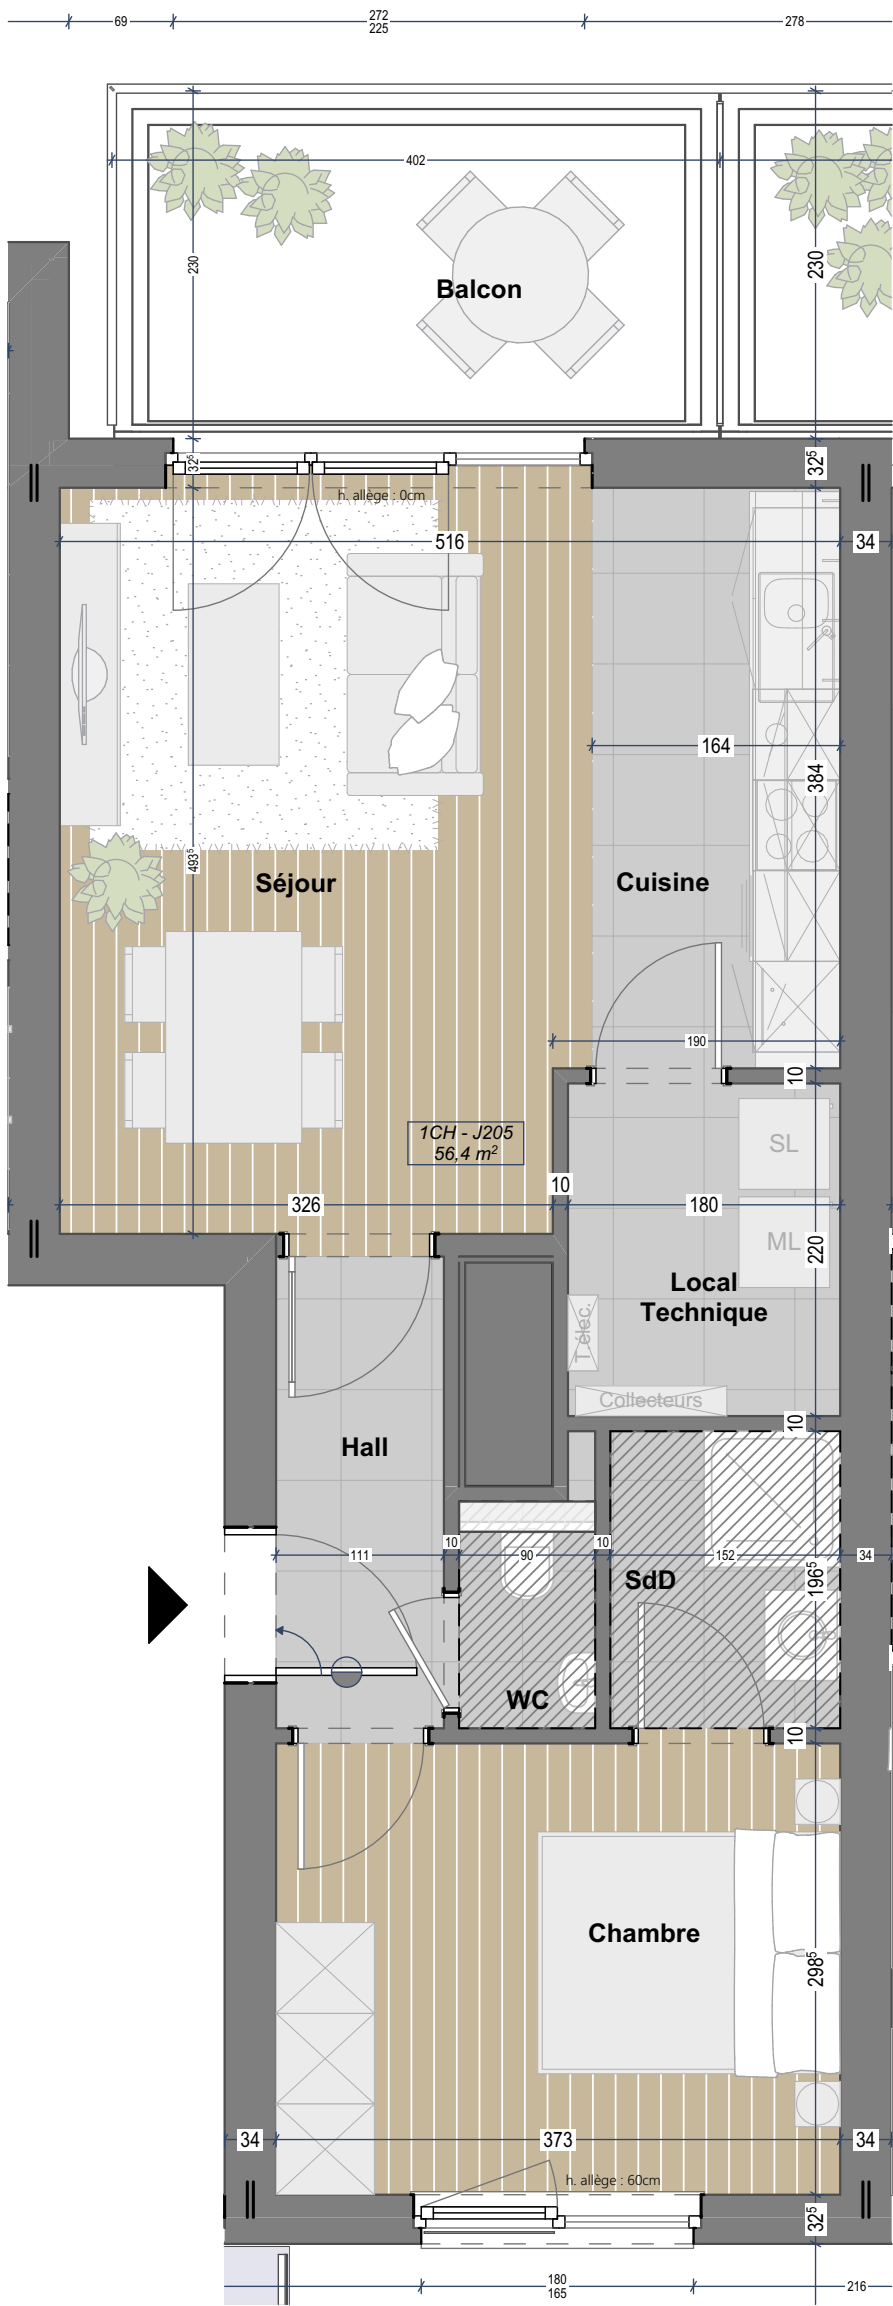 69
272
225
278
402
230
230
Balcon
32⁵
32⁵
h. allège : 0cm
516
34
164
384
493⁵
Séjour
Cuisine
190
10
1CH - J205
56,4 m²
SL
10
326
180
ML
220
Local
Technique
T.élec.
Collecteurs
10
Hall
111
10
90
10
152
34
SdD
196⁵
WC
10
Chambre
298⁵
34
373
34
h. allège : 60cm
32⁵
180
165
216